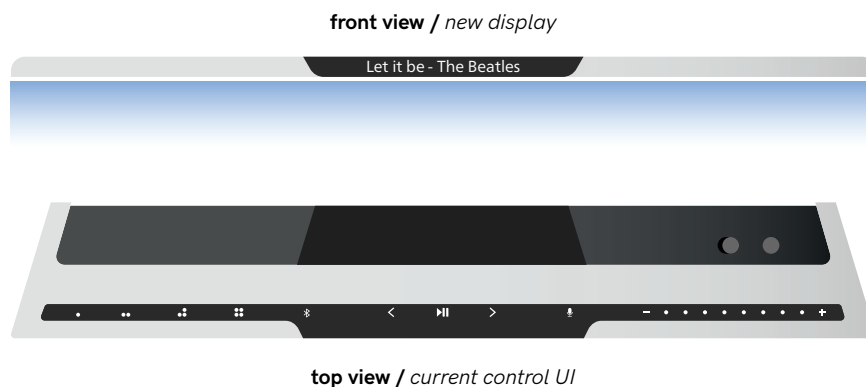 front view / new display
Let it be - The Beatles
top view / current control UI